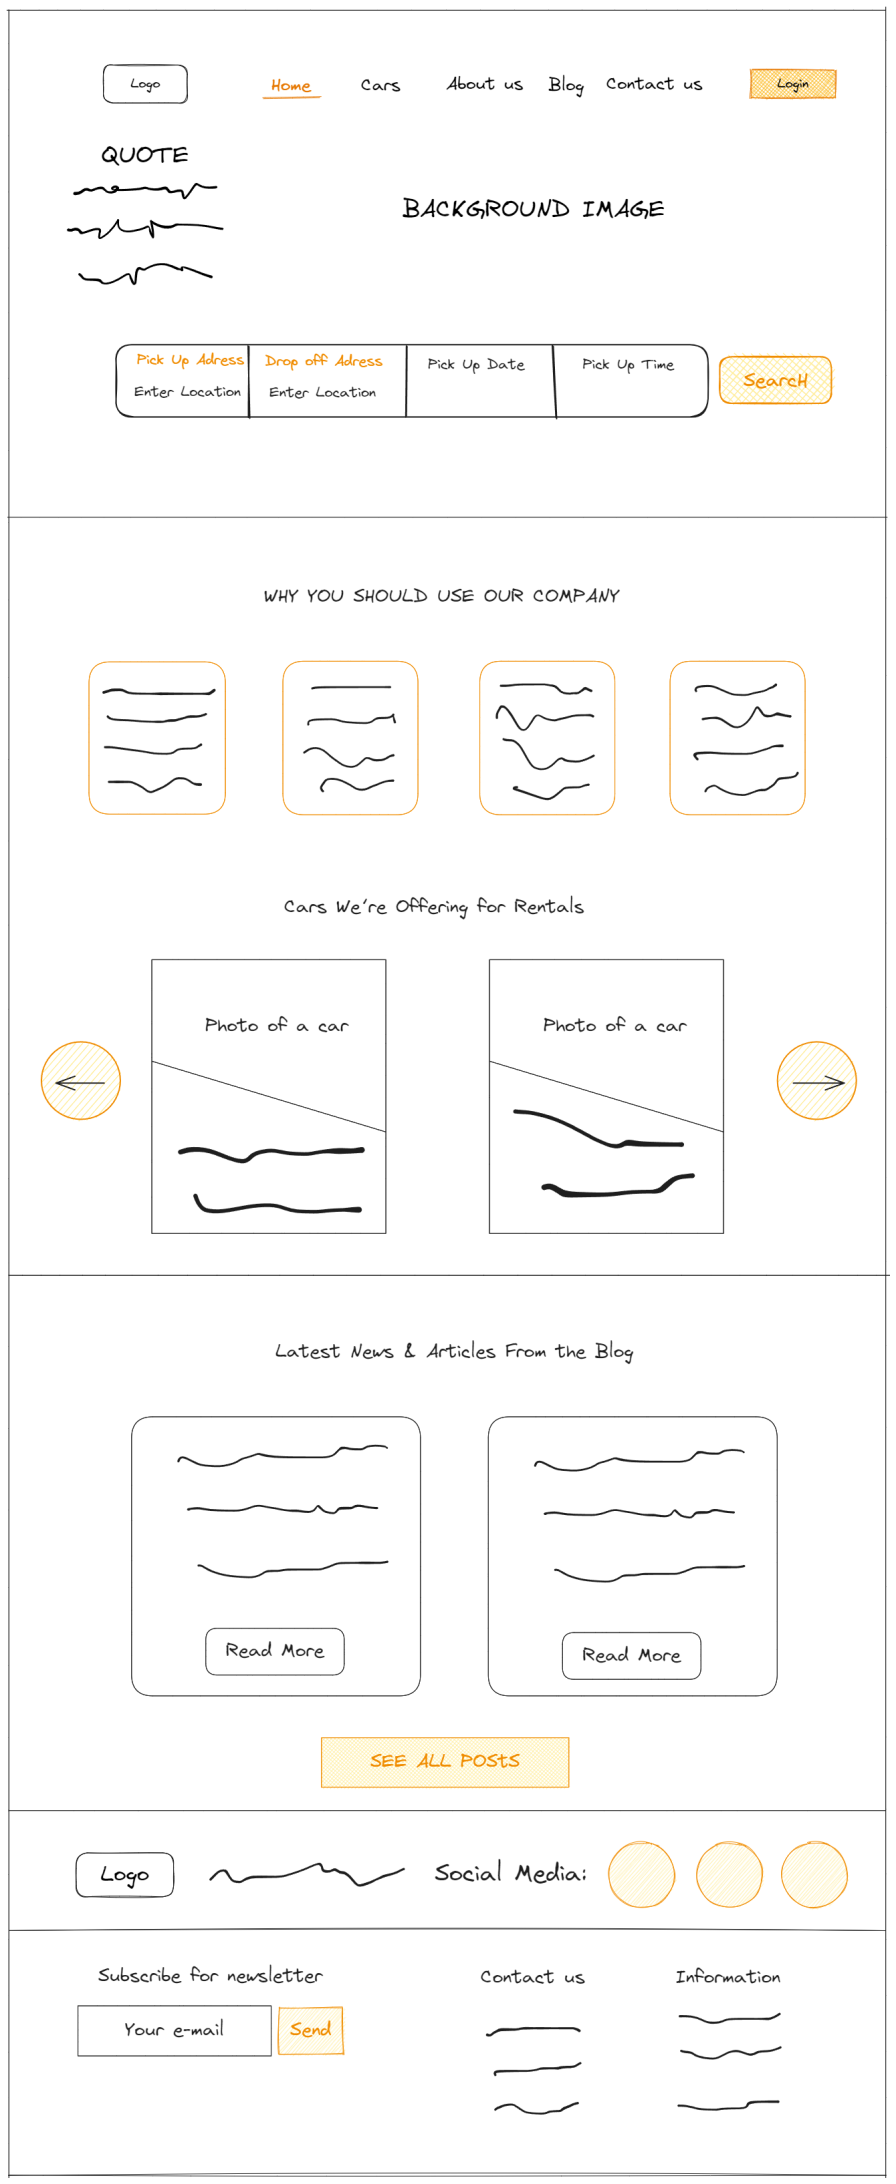 Logo
Home Cars About us Blog Contact us
Login
QUOTE
BACKGROUND IMAGE
Pick Up Adress Drop off Adress Pick Up Date Pick Up Time
Enter Location Enter Location
SearcH
WHY YOU SHOULD USE OUR COMPANY
Cars We're Offering for Rentals
Photo of a car Photo of a car
Latest News & Articles From the Blog
Read More Read More
SEE ALL POSTS
Logo
Social Media:
Subscribe for newsletter
Your e-mail Send
Contact us
Information